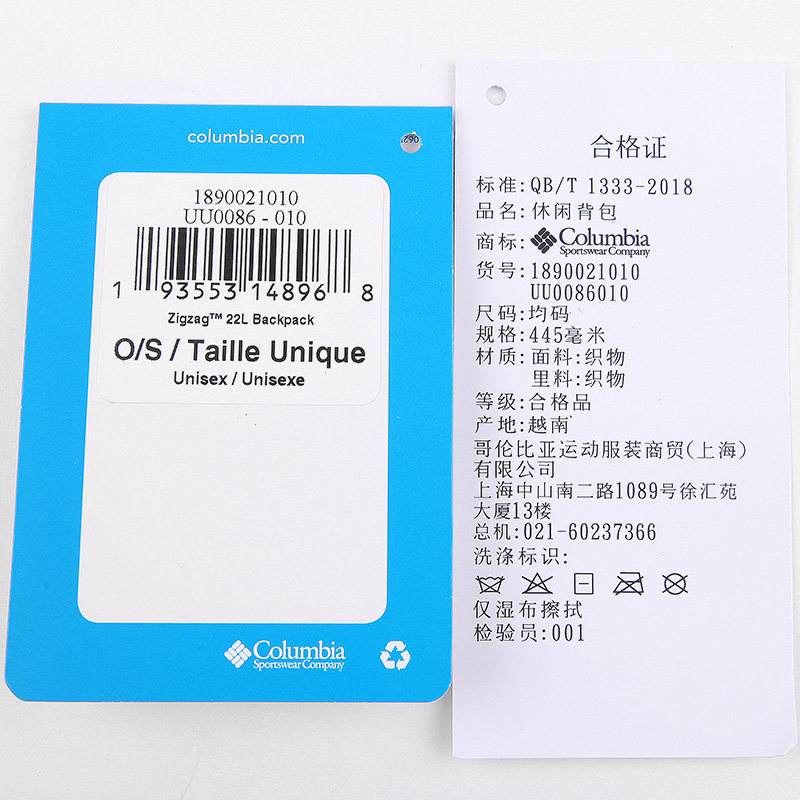 columbia.com
1890021010
UU0086 - 010
1 93553 14896 8
Zigzag™ 22L Backpack
O/S / Taille Unique
Unisex / Unisexe
Columbia
Sportswear Company
合格证
标准:QB/T 1333-2018
品名:休闲背包
商标:Columbia
Sportswear Company
货号:1890021010
UU0086010
尺码:均码
规格:445毫米
材质:面料:织物
里料:织物
等级:合格品
产地:越南
哥伦比亚运动服装商贸(上海)
有限公司
上海中山南二路1089号徐汇苑
大厦13楼
总机:021-60237366
洗涤标识:
仅湿布擦拭
检验员:001